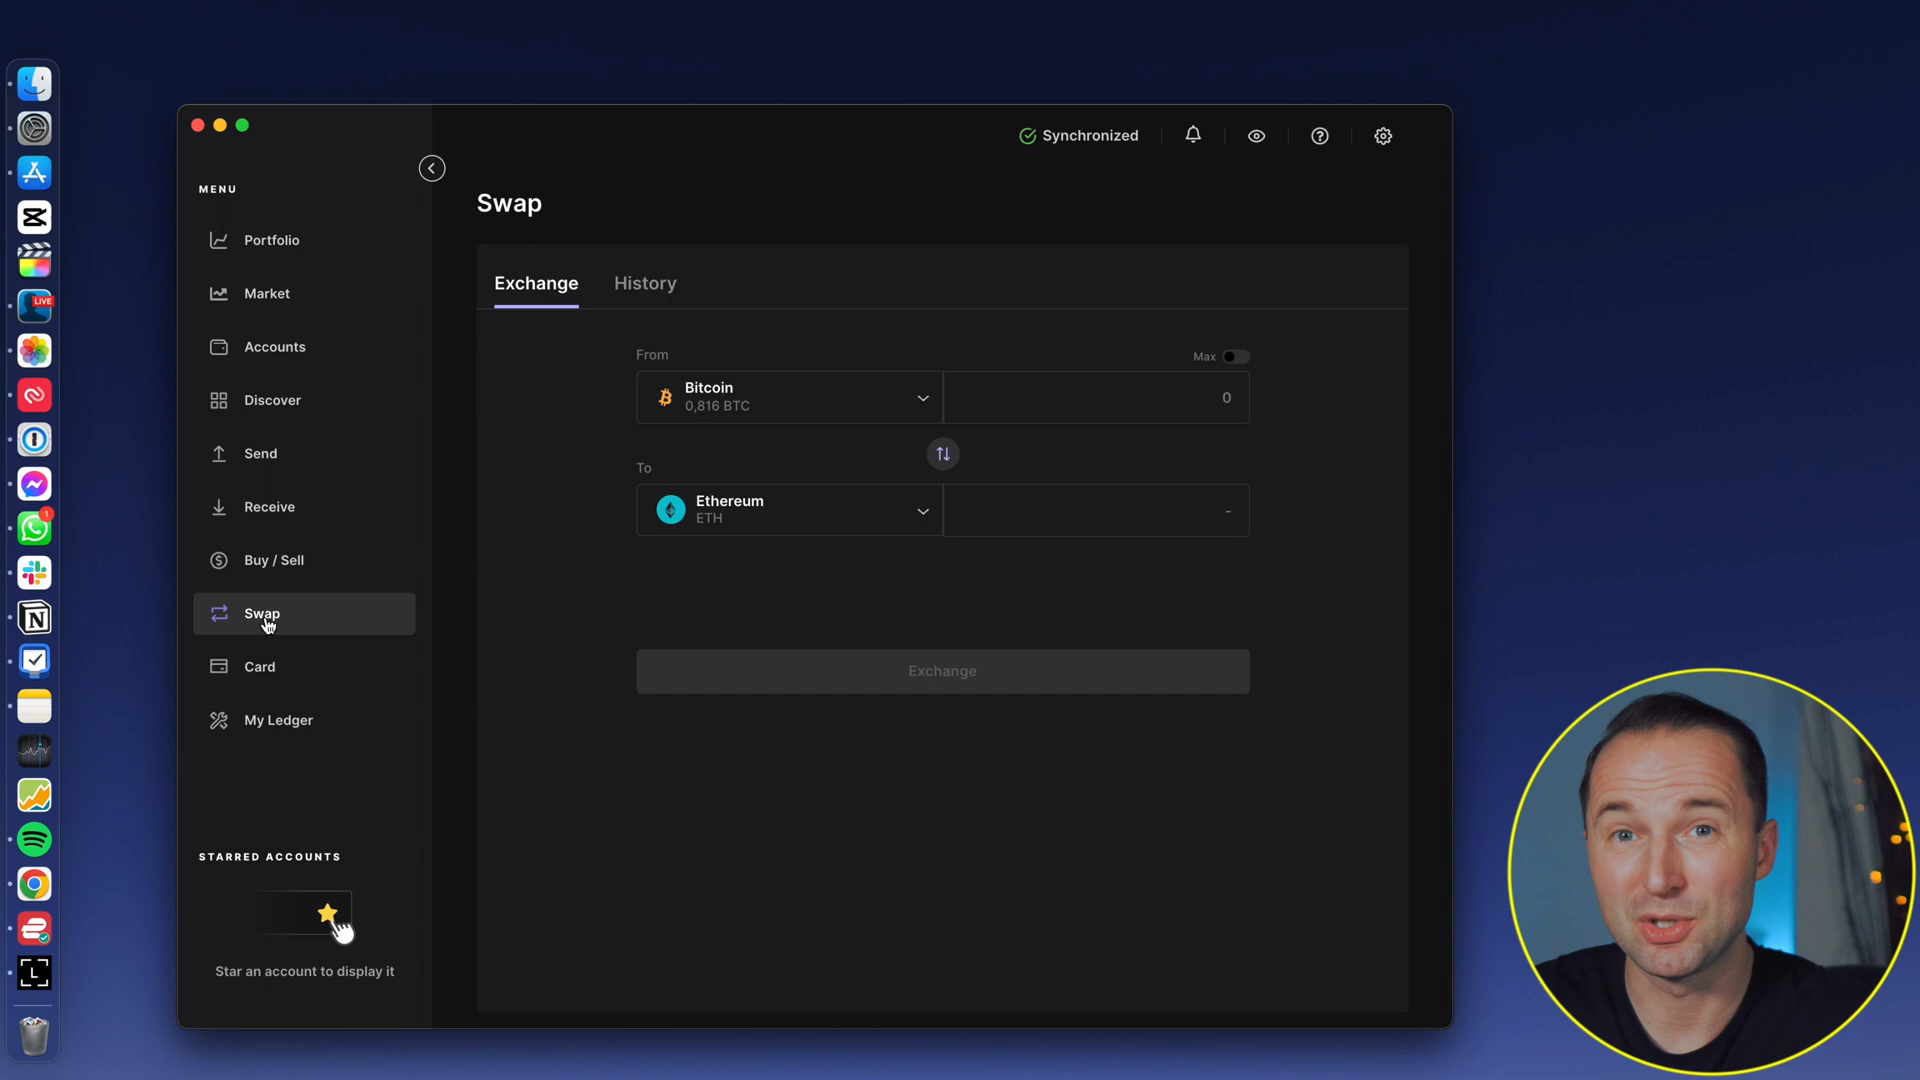 LIVE
1
N
L
MENU
Portfolio
Market
Accounts
Discover
Send
Receive
Buy / Sell
Swap
Card
My Ledger
STARRED ACCOUNTS
Star an account to display it
Synchronized
Swap
Exchange History
From Max
Bitcoin
0,816 BTC
0
To
Ethereum
ETH
-
Exchange